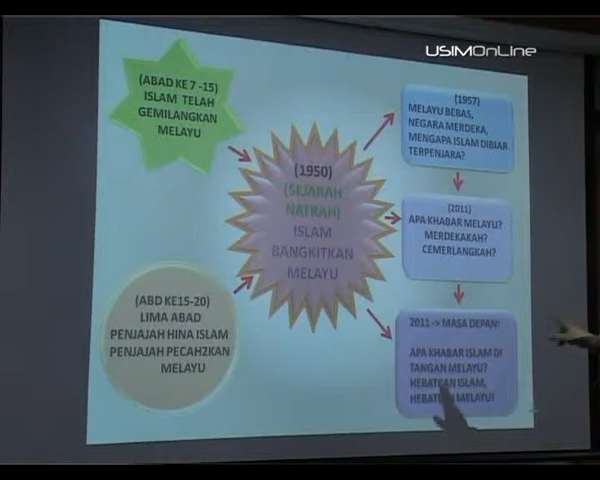 USIMOnLine
(ABAD KE 7 -15)
ISLAM TELAH
GEMILANGKAN
MELAYU
(1950)
(SEJARAH
NATRAH)
ISLAM
BANGKITKAN
MELAYU
(ABD KE15-20)
LIMA ABAD
PENJAJAH HINA ISLAM
PENJAJAH PECAH2KAN
MELAYU
(1957)
MELAYU BEBAS,
NEGARA MERDEKA,
MENGAPA ISLAM DIBIAR
TERPENJARA?
(2011)
APA KHABAR MELAYU?
MERDEKAKAH?
CEMERLANGKAH?
2011 -> MASA DEPAN:
APA KHABAR ISLAM DI
TANGAN MELAYU?
HEBATKAN ISLAM,
MELAYU!